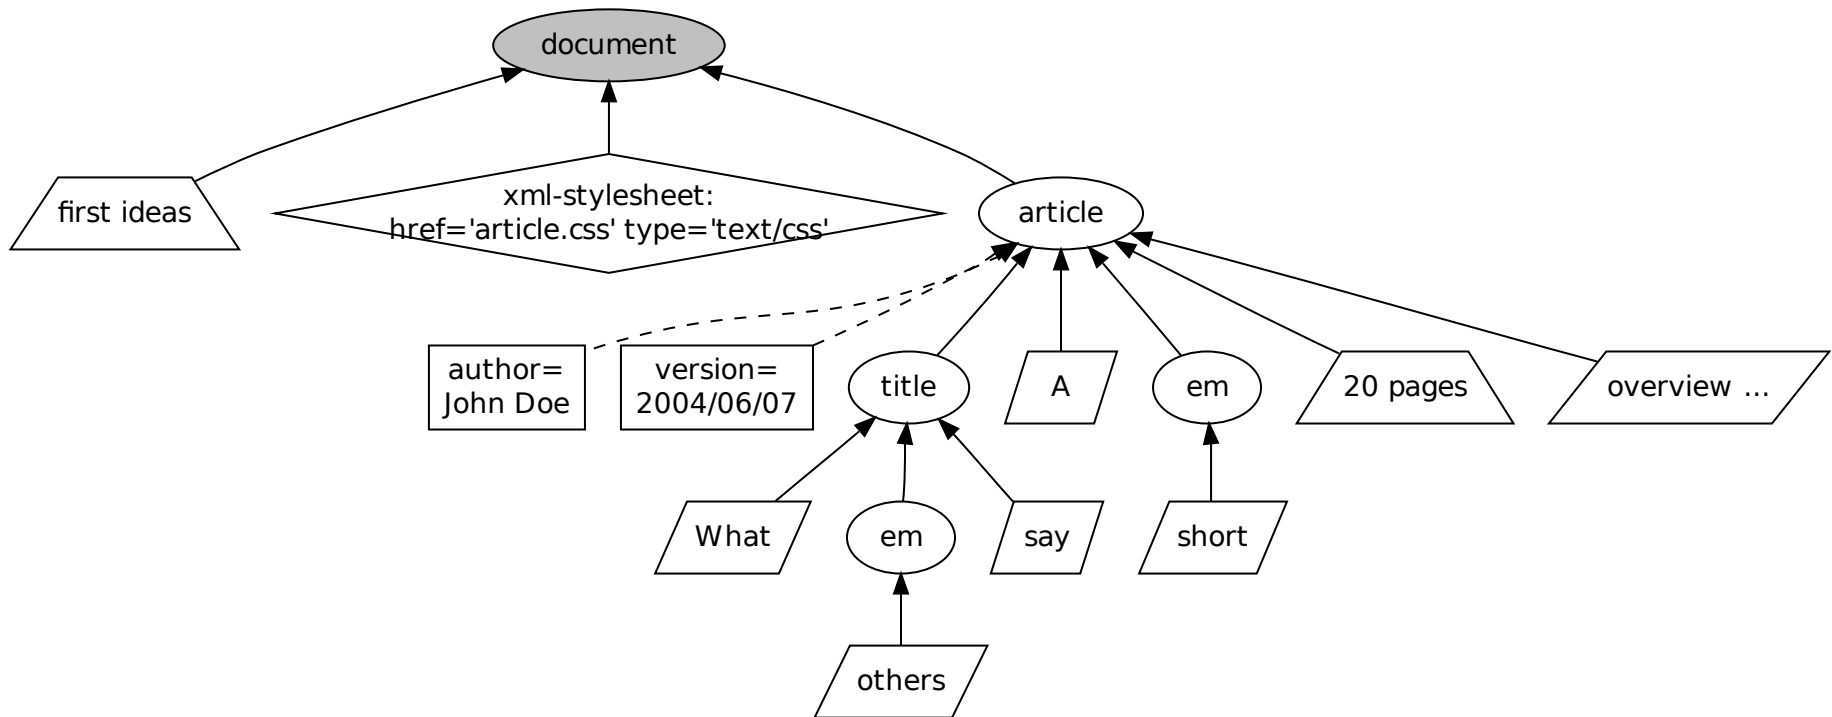 document
first ideas
xml-stylesheet:
href='article.css' type='text/css'
article
author=
John Doe
version=
2004/06/07
title
A
em
20 pages
overview ...
What
em
say
short
others